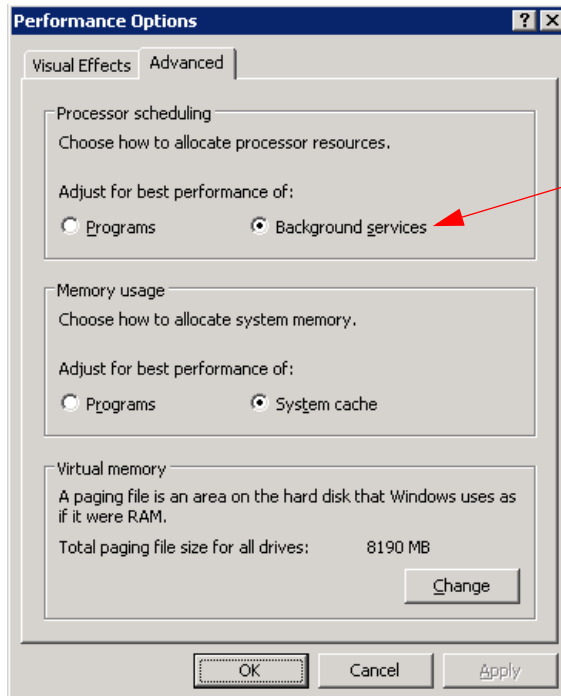 Performance Options
Visual Effects
Advanced
Processor scheduling
Choose how to allocate processor resources.
Adjust for best performance of:
Programs
Background services
Memory usage
Choose how to allocate system memory.
Adjust for best performance of:
Programs
System cache
Virtual memory
A paging file is an area on the hard disk that Windows uses as
if it were RAM.
Total paging file size for all drives:
8190 MB
Change
OK
Cancel
Apply